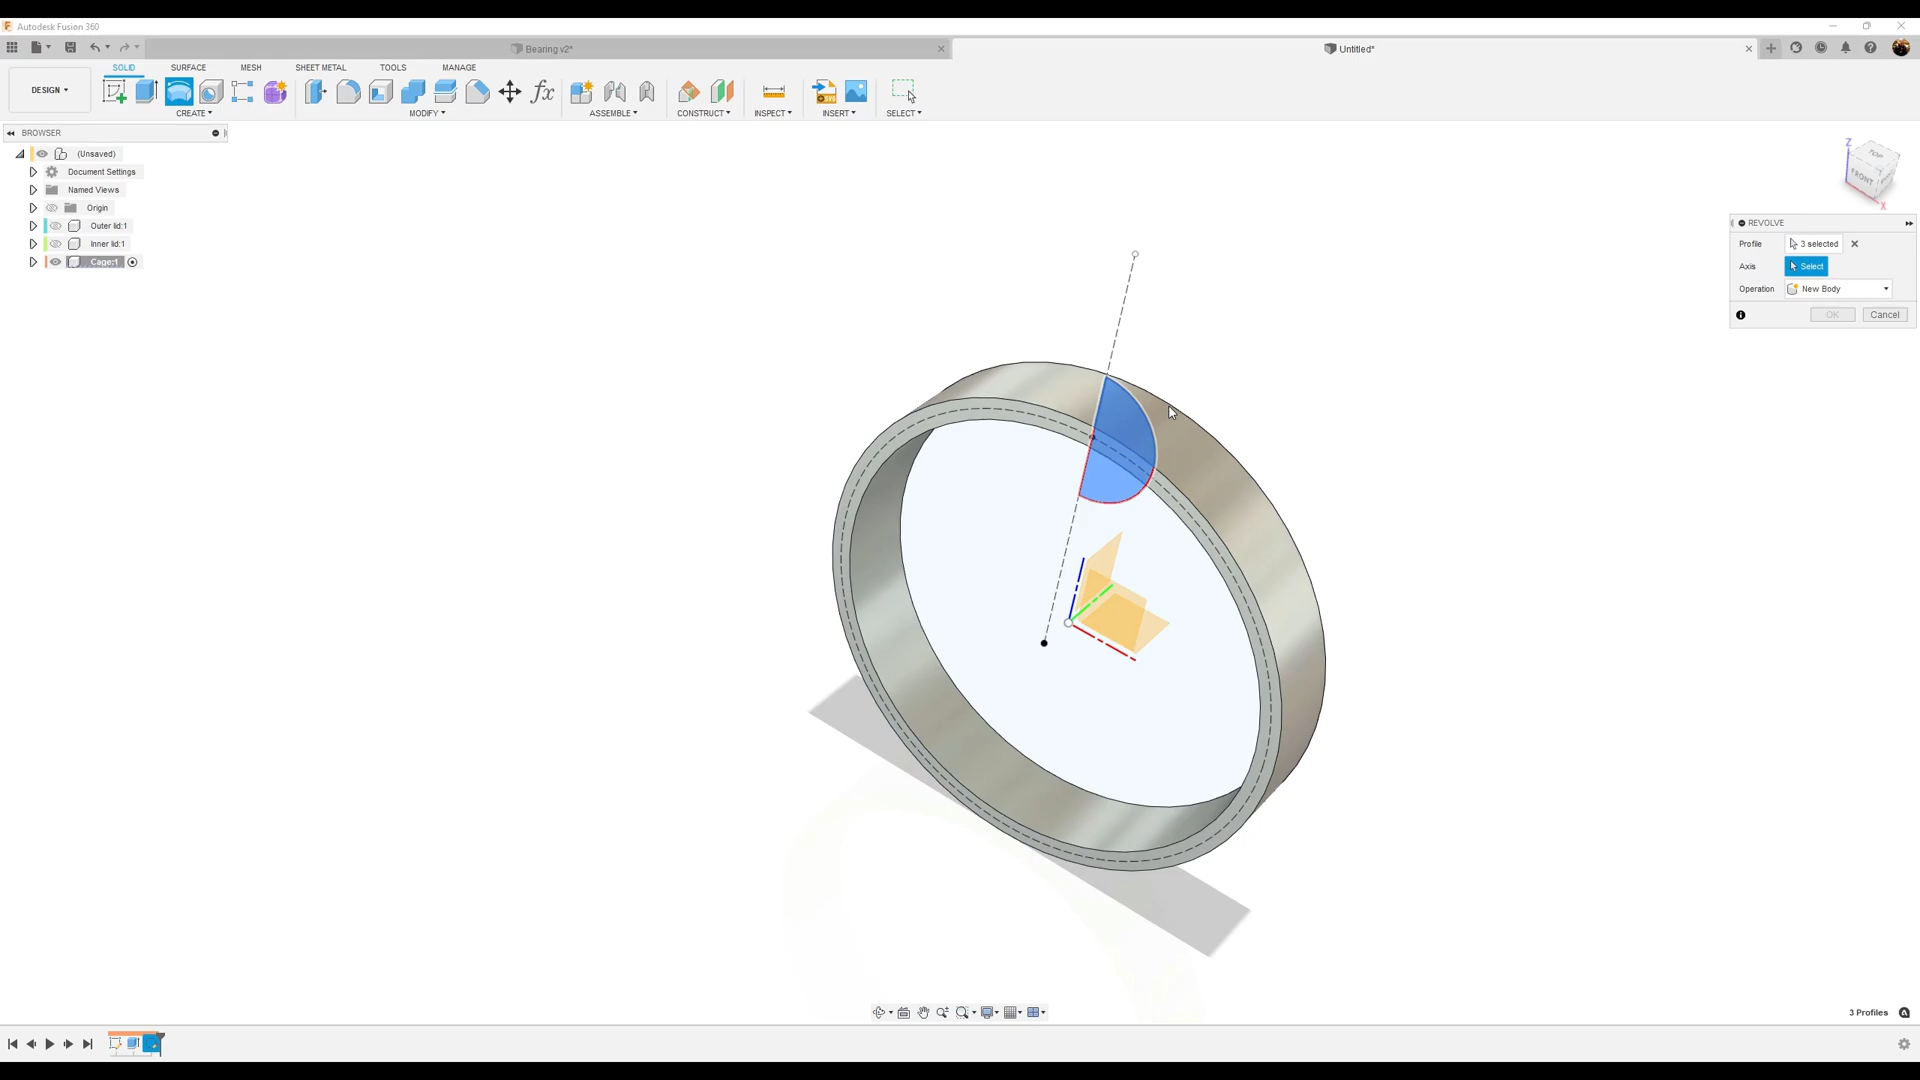 Autodesk Fusion 360
Bearing v2*
Untitled*
SOLID SURFACE MESH SHEET METAL TOOLS MANAGE
DESIGN
CREATE MODIFY ASSEMBLE CONSTRUCT INSPECT INSERT SELECT
BROWSER
(Unsaved)
Document Settings
Named Views
Origin
Outer lid:1
Inner lid:1
Cage:1
Z
TOP
FRONT
X
REVOLVE
Profile 3 selected
Axis Select
Operation New Body
OK Cancel
3 Profiles